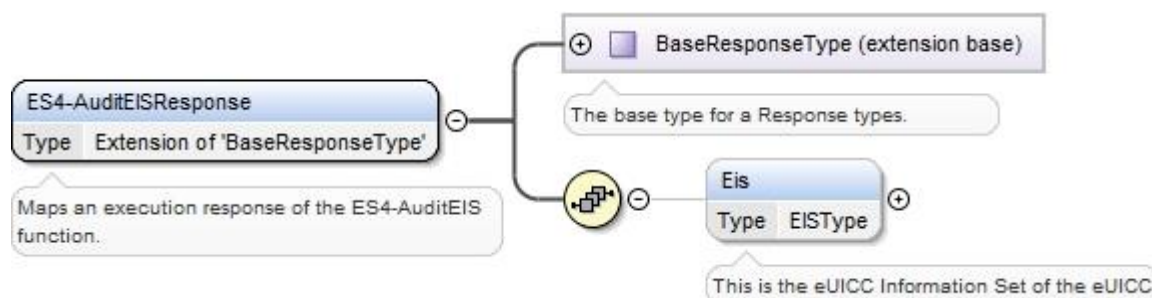 BaseResponseType (extension base)
The base type for a Response types.
ES4-AuditEISResponse
Type Extension of 'BaseResponseType'
Maps an execution response of the ES4-AuditEIS
function.
Eis
Type EISType
This is the eUICC Information Set of the eUICC